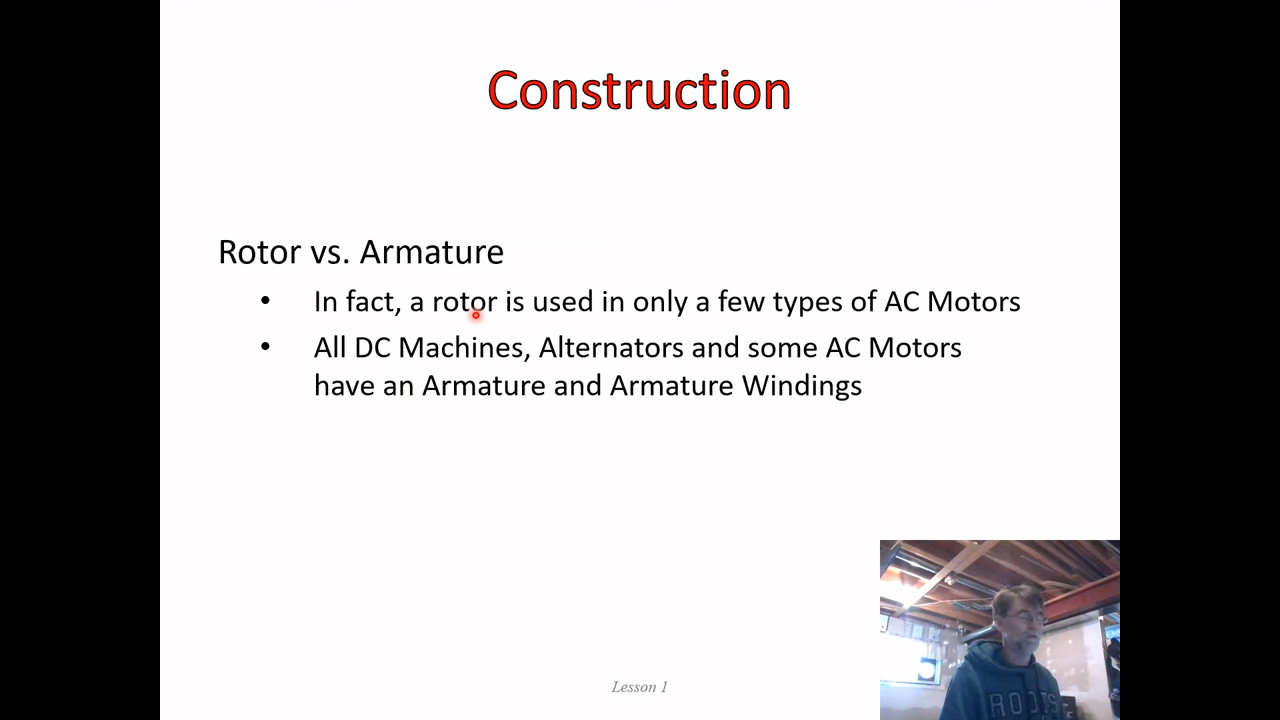 Construction
Rotor vs. Armature
• In fact, a rotor is used in only a few types of AC Motors
• All DC Machines, Alternators and some AC Motors
have an Armature and Armature Windings
Lesson 1
ROOTS